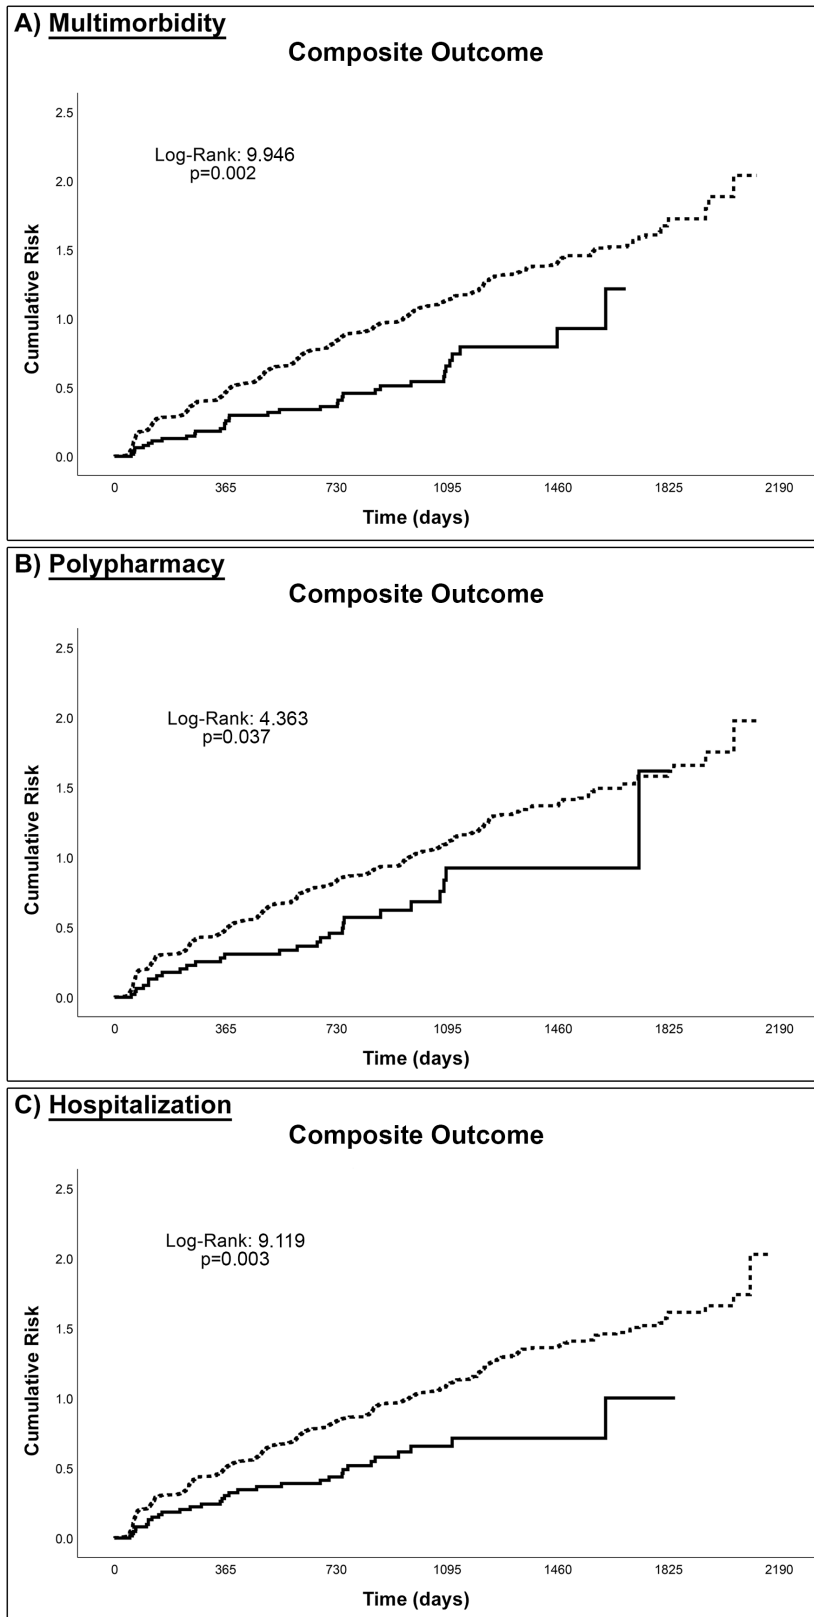 A) Multimorbidity
Composite Outcome
2.5
Log-Rank: 9.946
p=0.002
2.0
1.5
1.0
0.5
0.0
Cumulative Risk
0 365 730 1095 1460 1825 2190
Time (days)
B) Polypharmacy
Composite Outcome
2.5
Log-Rank: 4.363
p=0.037
2.0
1.5
1.0
0.5
0.0
Cumulative Risk
0 365 730 1095 1460 1825 2190
Time (days)
C) Hospitalization
Composite Outcome
2.5
Log-Rank: 9.119
p=0.003
2.0
1.5
1.0
0.5
0.0
Cumulative Risk
0 365 730 1095 1460 1825 2190
Time (days)